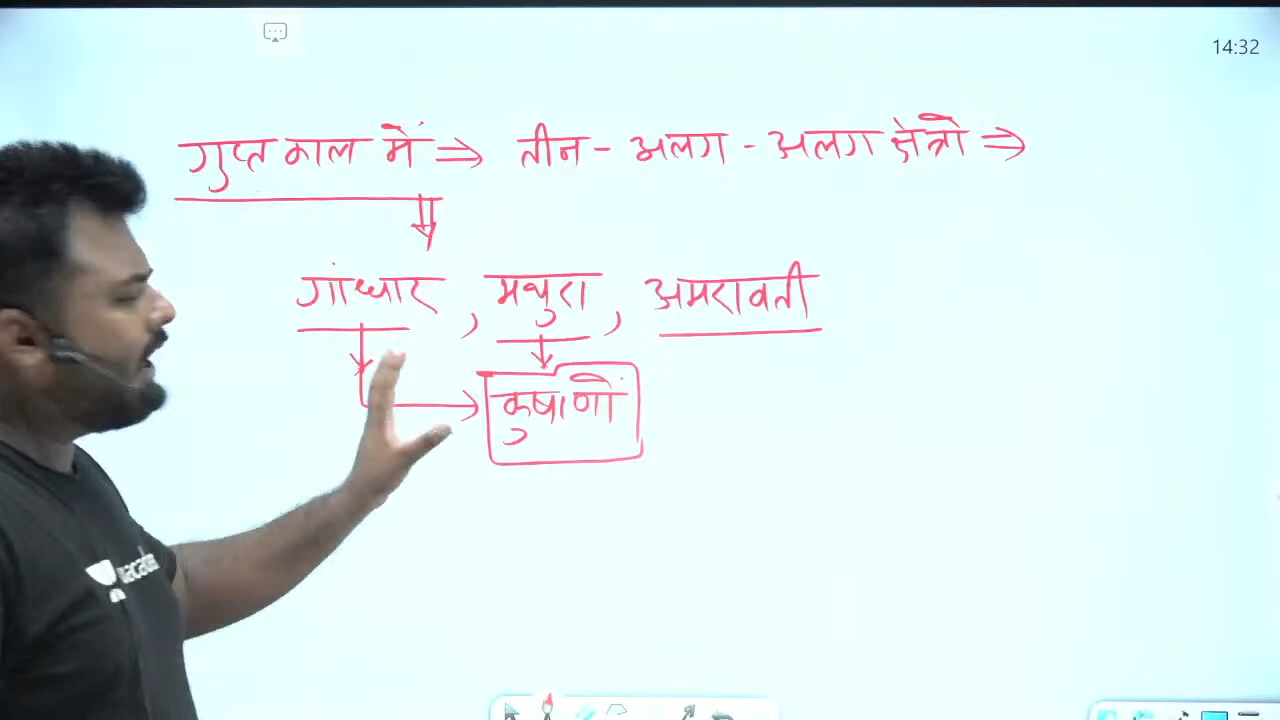 14:32
गुप्त काल में ⇒ तीन - अलग - अलग क्षेत्रो ⇒
गांधार , मथुरा , अमरावती
कुषाणों